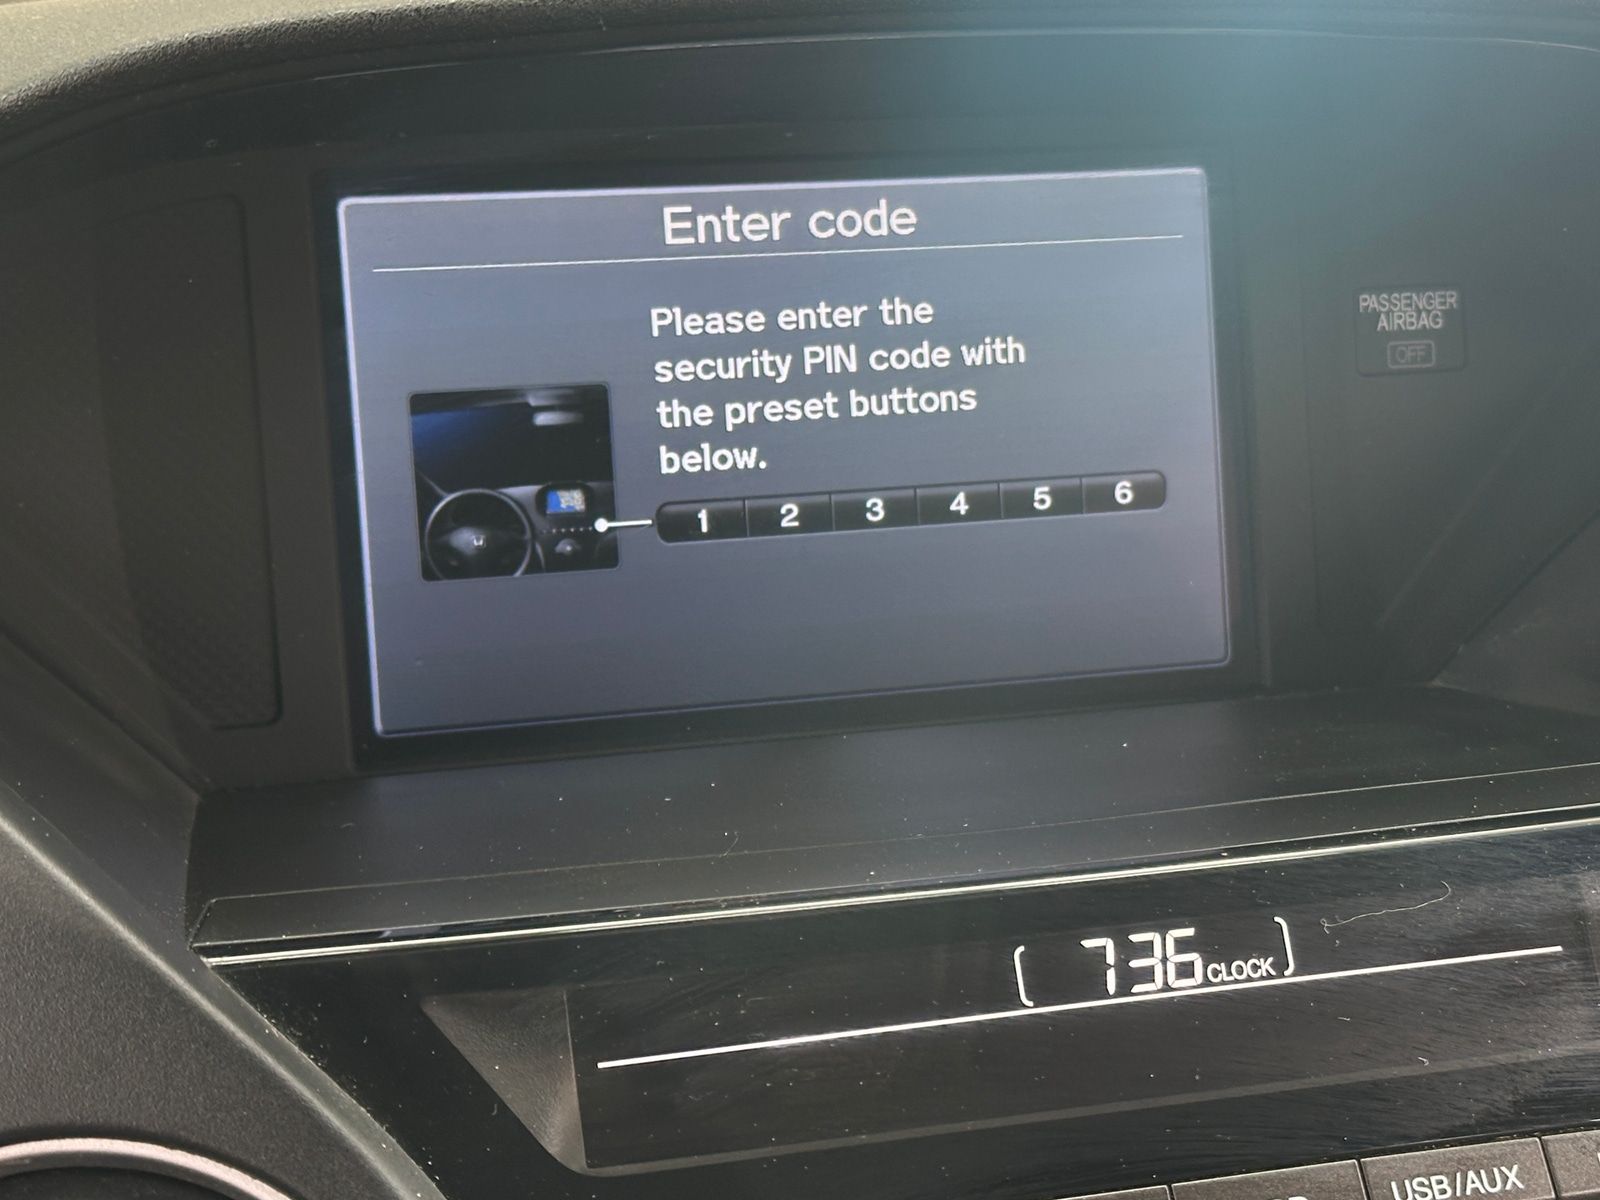 Enter code
Please enter the
security PIN code with
the preset buttons
below.
1 2 3 4 5 6
PASSENGER
AIRBAG
OFF
736 CLOCK
USB/AUX